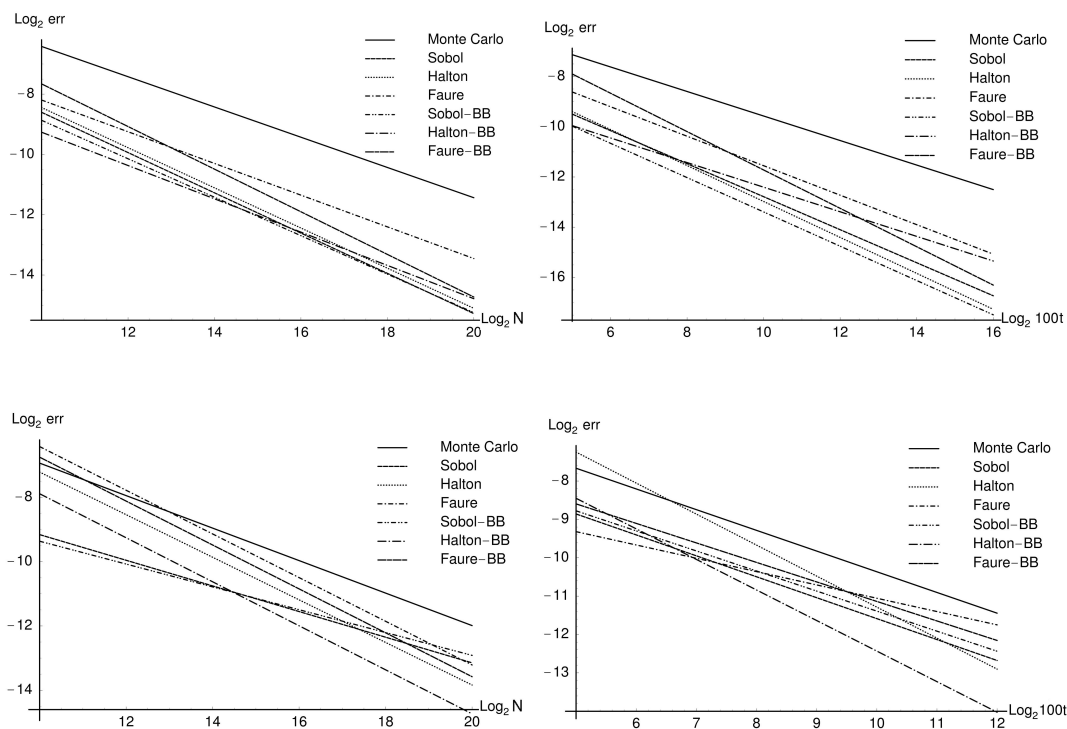 Log2 err
Monte Carlo
Sobol
Halton
Faure
Sobol−BB
Halton−BB
Faure−BB
−8
−10
−12
−14
12
14
16
18
20
Log2 N
Log2 err
Monte Carlo
Sobol
Halton
Faure
Sobol−BB
Halton−BB
Faure−BB
−8
−10
−12
−14
−16
6
8
10
12
14
16
Log2 100t
Log2 err
Monte Carlo
Sobol
Halton
Faure
Sobol−BB
Halton−BB
Faure−BB
−8
−10
−12
−14
12
14
16
18
20
Log2 N
Log2 err
Monte Carlo
Sobol
Halton
Faure
Sobol−BB
Halton−BB
Faure−BB
−8
−9
−10
−11
−12
−13
6
7
8
9
10
11
12
Log2 100t